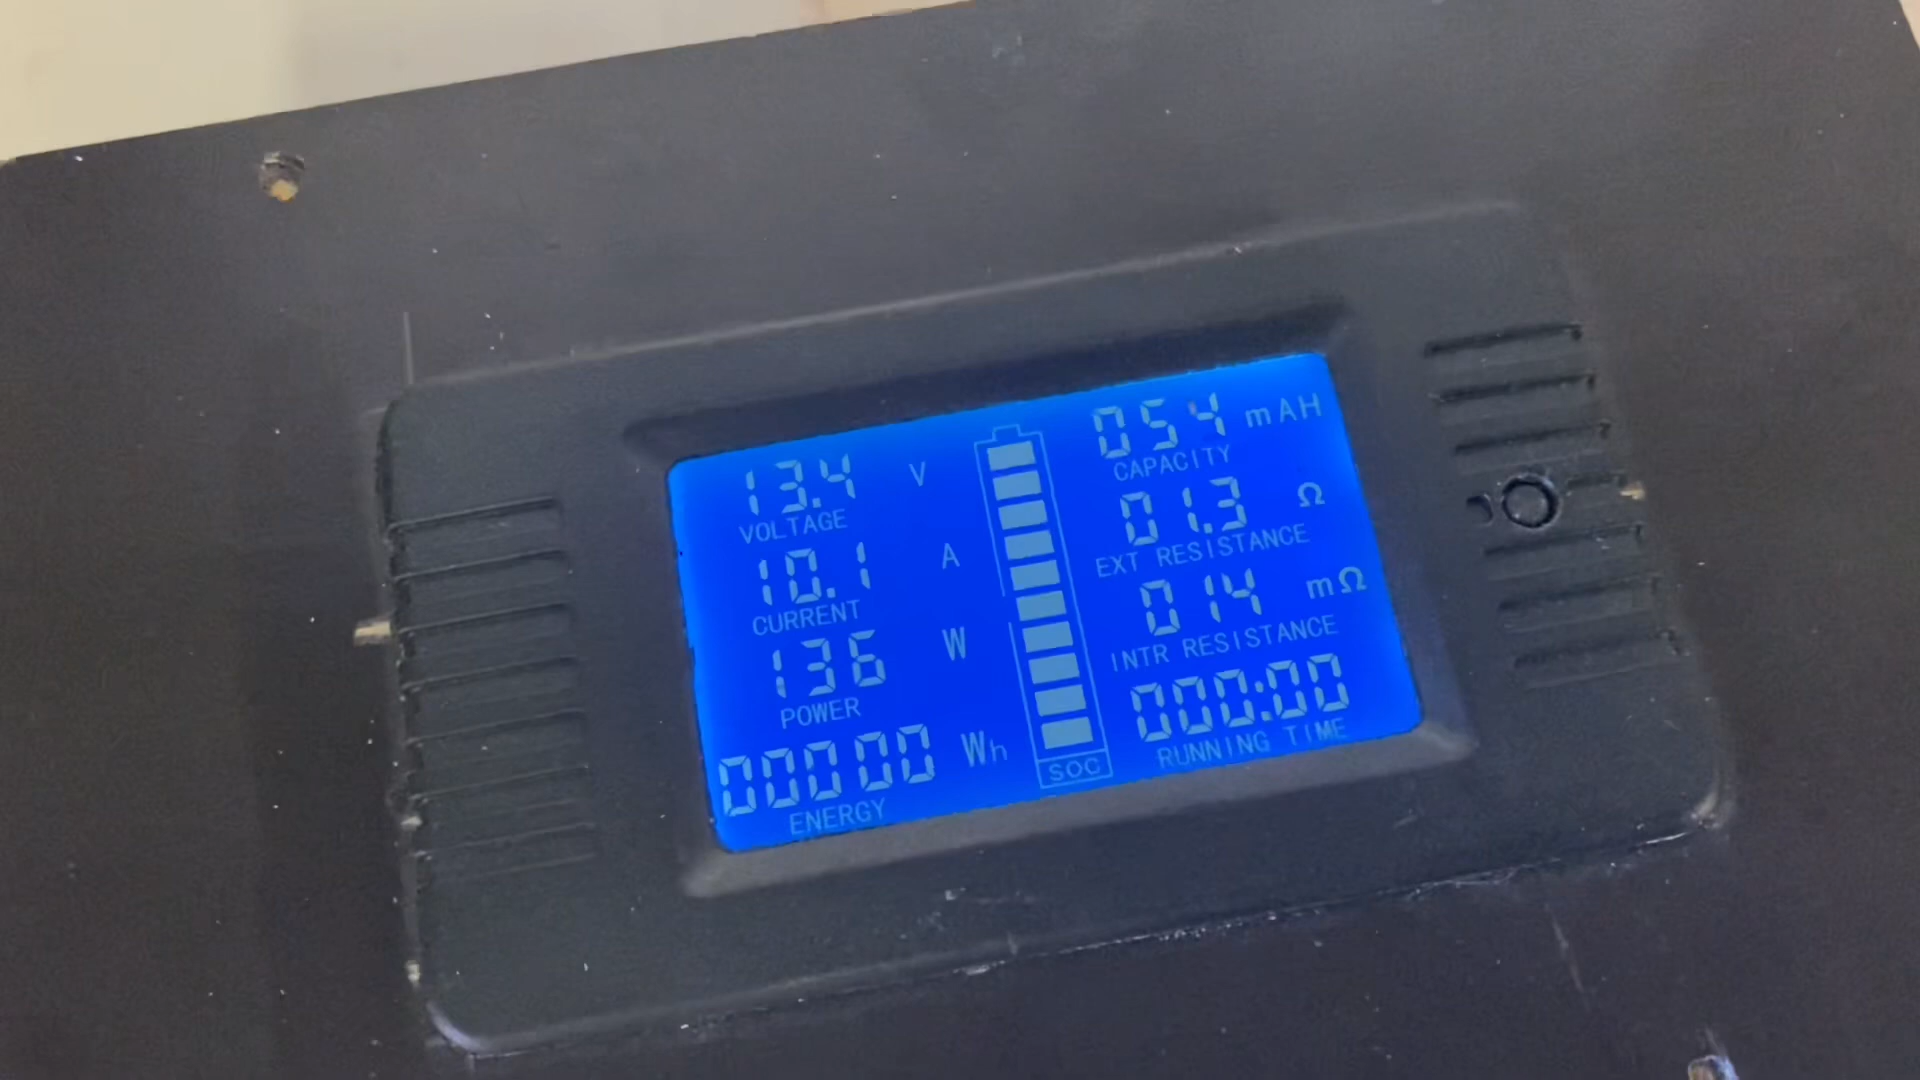 13.4 V
VOLTAGE
10.1 A
CURRENT
136 W
POWER
00000 Wh
ENERGY
SOC
054 mAH
CAPACITY
01.3 Ω
EXT RESISTANCE
014 mΩ
INTR RESISTANCE
000:00
RUNNING TIME